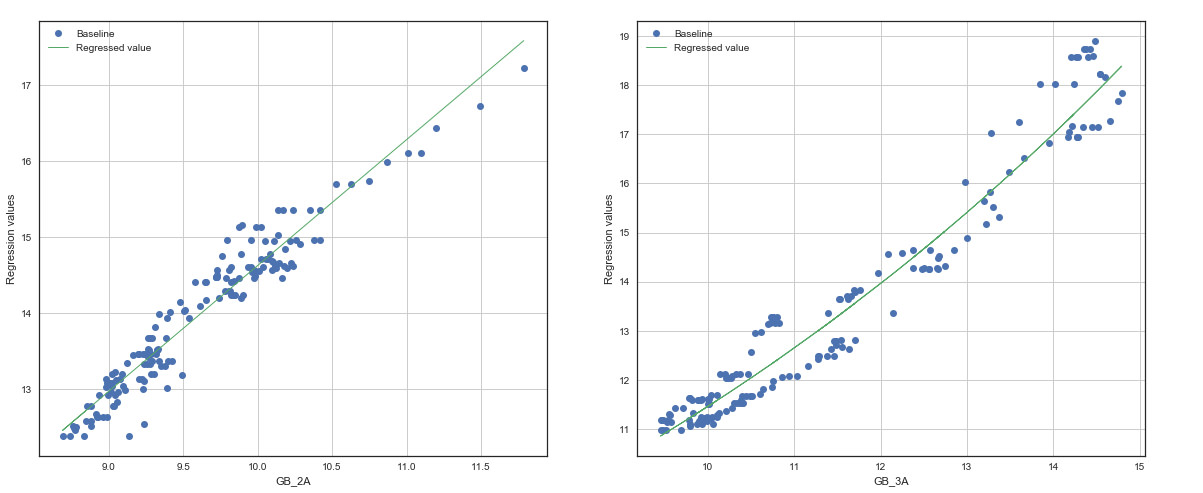 Baseline
Regressed value
17
16
15
14
13
Regression values
9.0 9.5 10.0 10.5 11.0 11.5
GB_2A
Baseline
Regressed value
19
18
17
16
15
14
13
12
11
Regression values
10 11 12 13 14 15
GB_3A